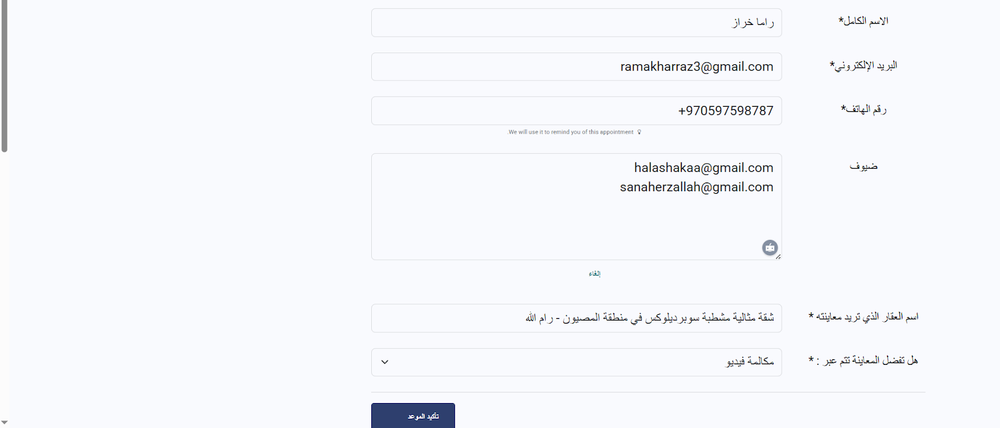 الاسم الكامل*
راما خراز
البريد الإلكتروني*
ramakharraz3@gmail.com
رقم الهاتف*
+970597598787
We will use it to remind you of this appointment.
ضيوف
halashakaa@gmail.com
sanaherzallah@gmail.com
إلغاء
اسم العقار الذي تريد معاينته *
شقة مثالية مشطبة سوبرديلوكس في منطقة المصيون - رام الله
هل تفضل المعاينة تتم عبر : *
مكالمة فيديو
تأكيد الموعد